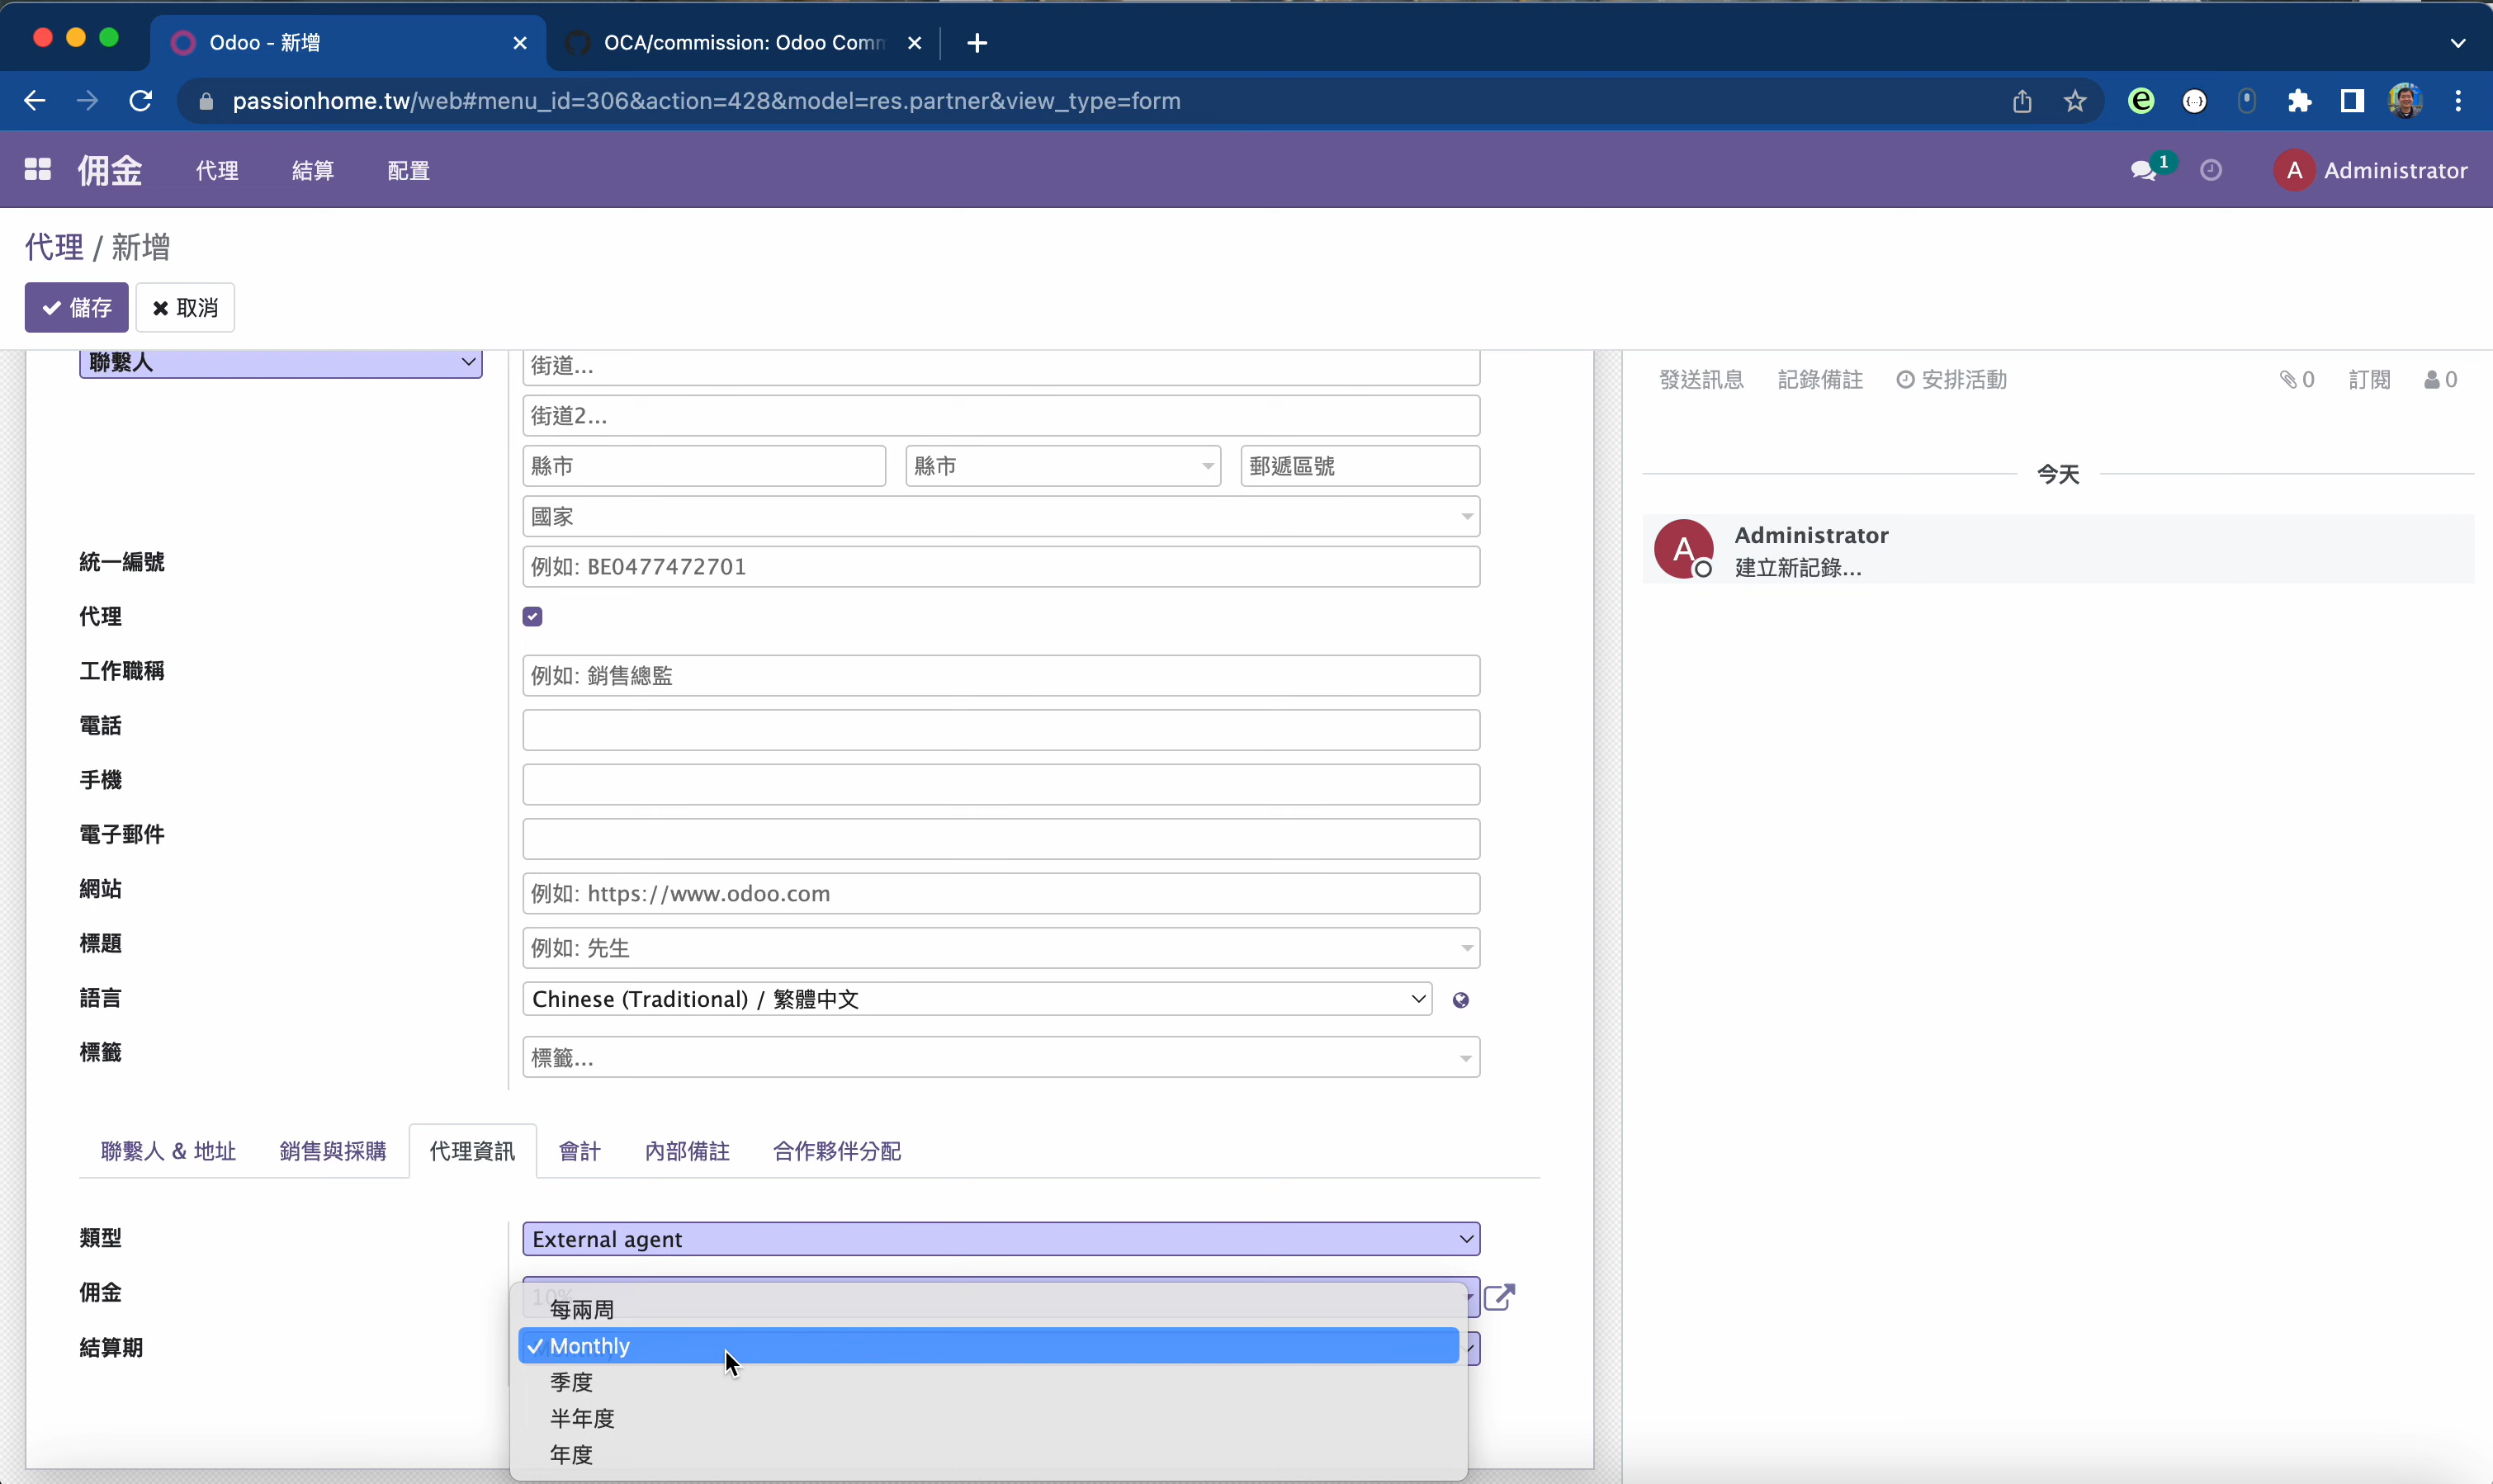 Odoo - 新增
OCA/commission: Odoo Comm
passionhome.tw/web#menu_id=306&action=428&model=res.partner&view_type=form
佣金 代理 結算 配置
1
A Administrator
代理 / 新增
儲存 取消
聯繫人
街道...
街道2...
縣市 縣市 郵遞區號
國家
統一編號 例如: BE0477472701
代理
工作職稱 例如: 銷售總監
電話
手機
電子郵件
網站 例如: https://www.odoo.com
標題 例如: 先生
語言 Chinese (Traditional) / 繁體中文
標籤 標籤...
聯繫人 & 地址 銷售與採購 代理資訊 會計 內部備註 合作夥伴分配
類型 External agent
佣金 10%
結算期
每兩周
Monthly
季度
半年度
年度
發送訊息 記錄備註 安排活動 0 訂閱 0
今天
A
Administrator
建立新記錄...